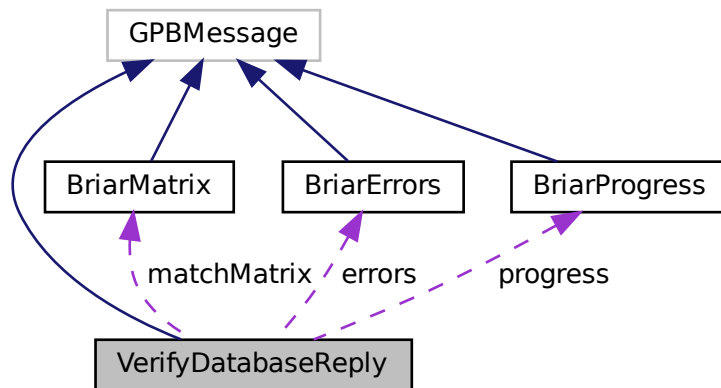 GPBMessage
BriarMatrix
BriarErrors
BriarProgress
matchMatrix
errors
progress
VerifyDatabaseReply